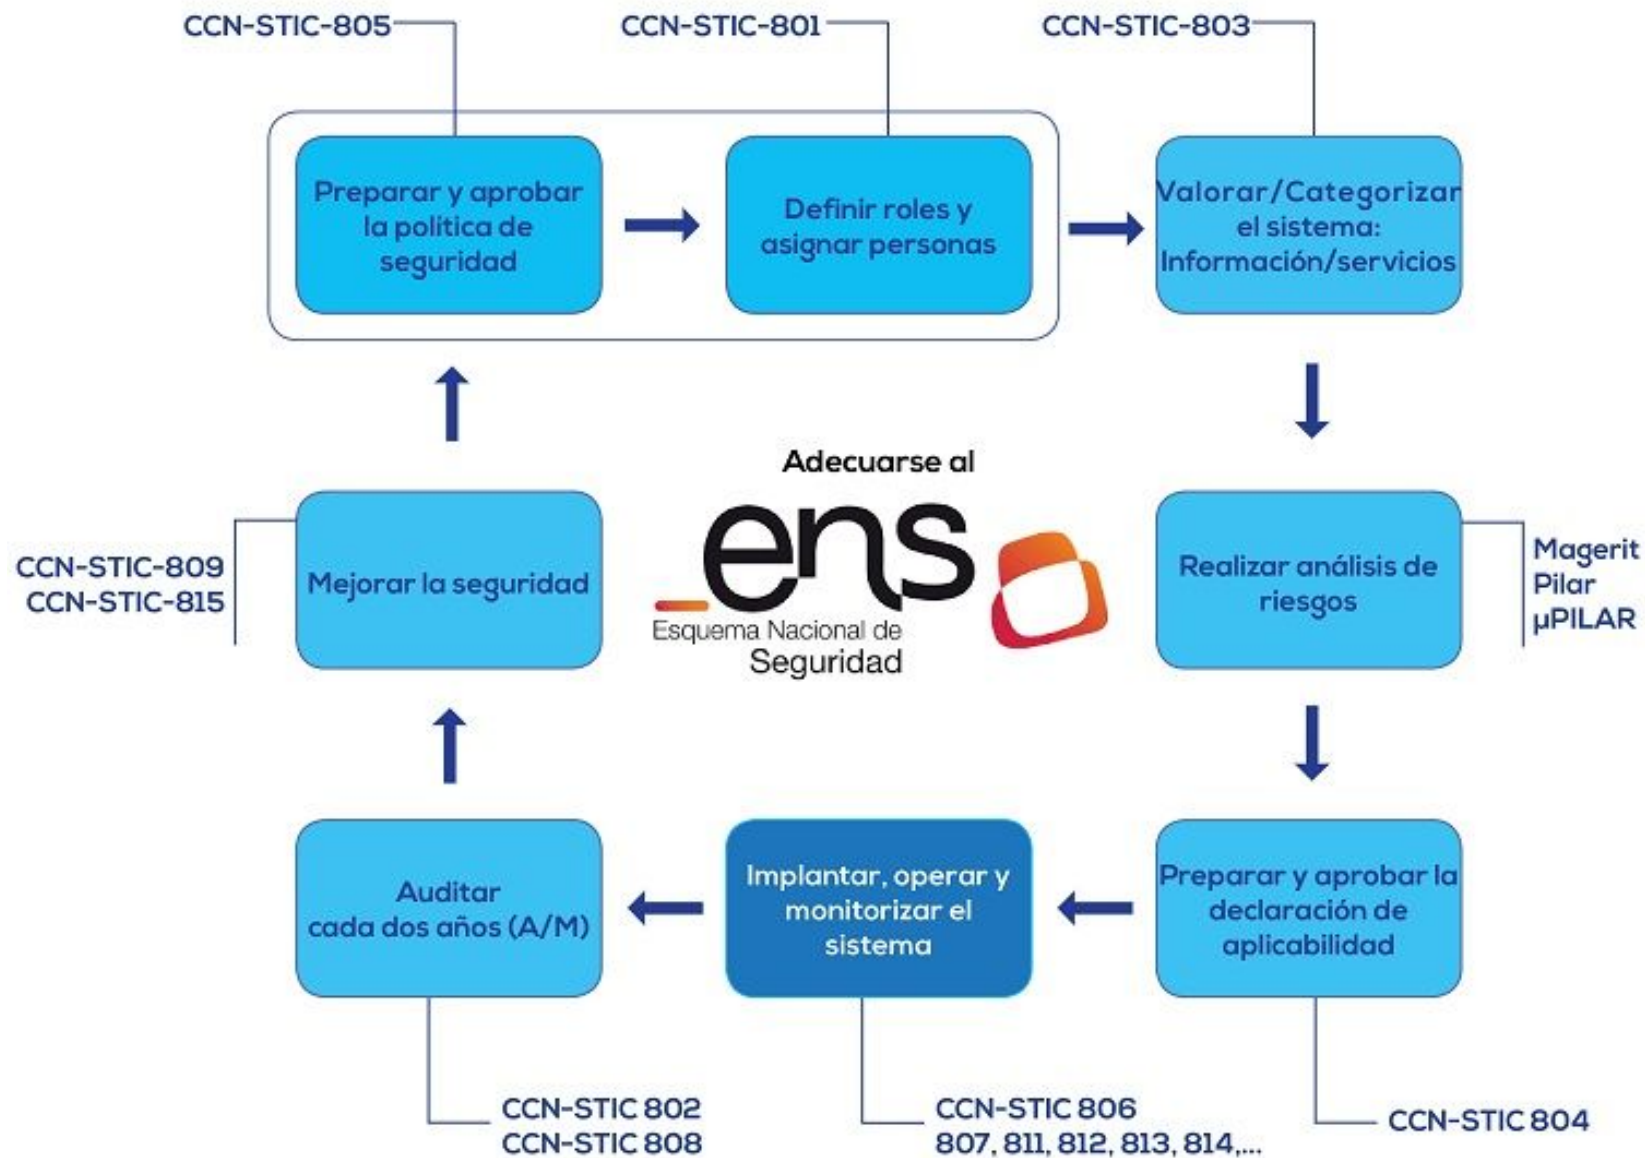 CCN-STIC-805
CCN-STIC-801
CCN-STIC-803
Preparar y aprobar
la política de
seguridad
Definir roles y
asignar personas
Valorar/Categorizar
el sistema:
Información/servicios
CCN-STIC-809
CCN-STIC-815
Mejorar la seguridad
Adecuarse al
ens
Esquema Nacional de
Seguridad
Realizar análisis de
riesgos
Magerit
Pilar
µPILAR
Auditar
cada dos años (A/M)
Implantar, operar y
monitorizar el
sistema
Preparar y aprobar la
declaración de
aplicabilidad
CCN-STIC 802
CCN-STIC 808
CCN-STIC 806
807, 811, 812, 813, 814,...
CCN-STIC 804